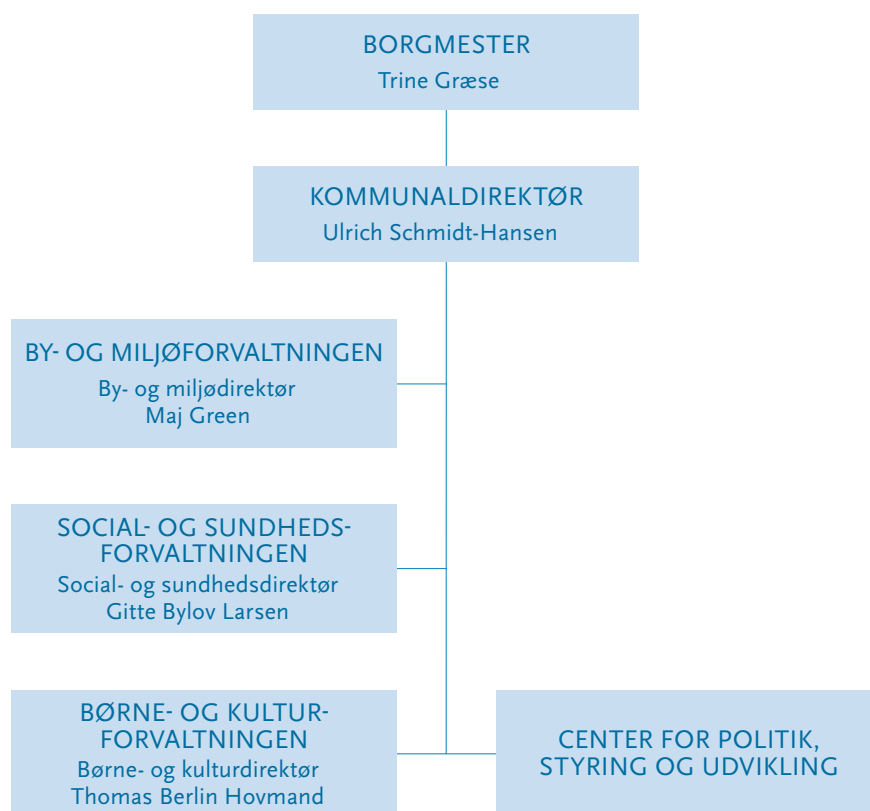 BORGMESTER
Trine Græse
KOMMUNALDIREKTØR
Ulrich Schmidt-Hansen
BY- OG MILJØFORVALTNINGEN
By- og miljødirektør
Maj Green
SOCIAL- OG SUNDHEDS-
FORVALTNINGEN
Social- og sundhedsdirektør
Gitte Bylov Larsen
BØRNE- OG KULTUR-
FORVALTNINGEN
Børne- og kulturdirektør
Thomas Berlin Hovmand
CENTER FOR POLITIK,
STYRING OG UDVIKLING